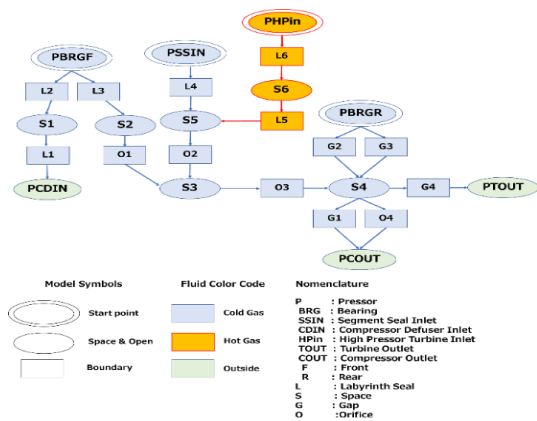 PHPin
PBRGF
PSSIN
L6
L2
L3
L4
S6
PBRGR
S1
S2
S5
L5
G2
G3
L1
O1
O2
PCDIN
S3
O3
S4
G4
PTOUT
G1
O4
PCOUT
Model Symbols
Fluid Color Code
Nomenclature
Start point
Cold Gas
Space & Open
Hot Gas
Boundary
Outside
P : Pressor
BRG : Bearing
SSIN : Segment Seal Inlet
CDIN : Compressor Defuser Inlet
HPin : High Pressor Turbine Inlet
TOUT : Turbine Outlet
COUT : Compressor Outlet
F : Front
R : Rear
L : Labyrinth Seal
S : Space
G : Gap
O : Orifice